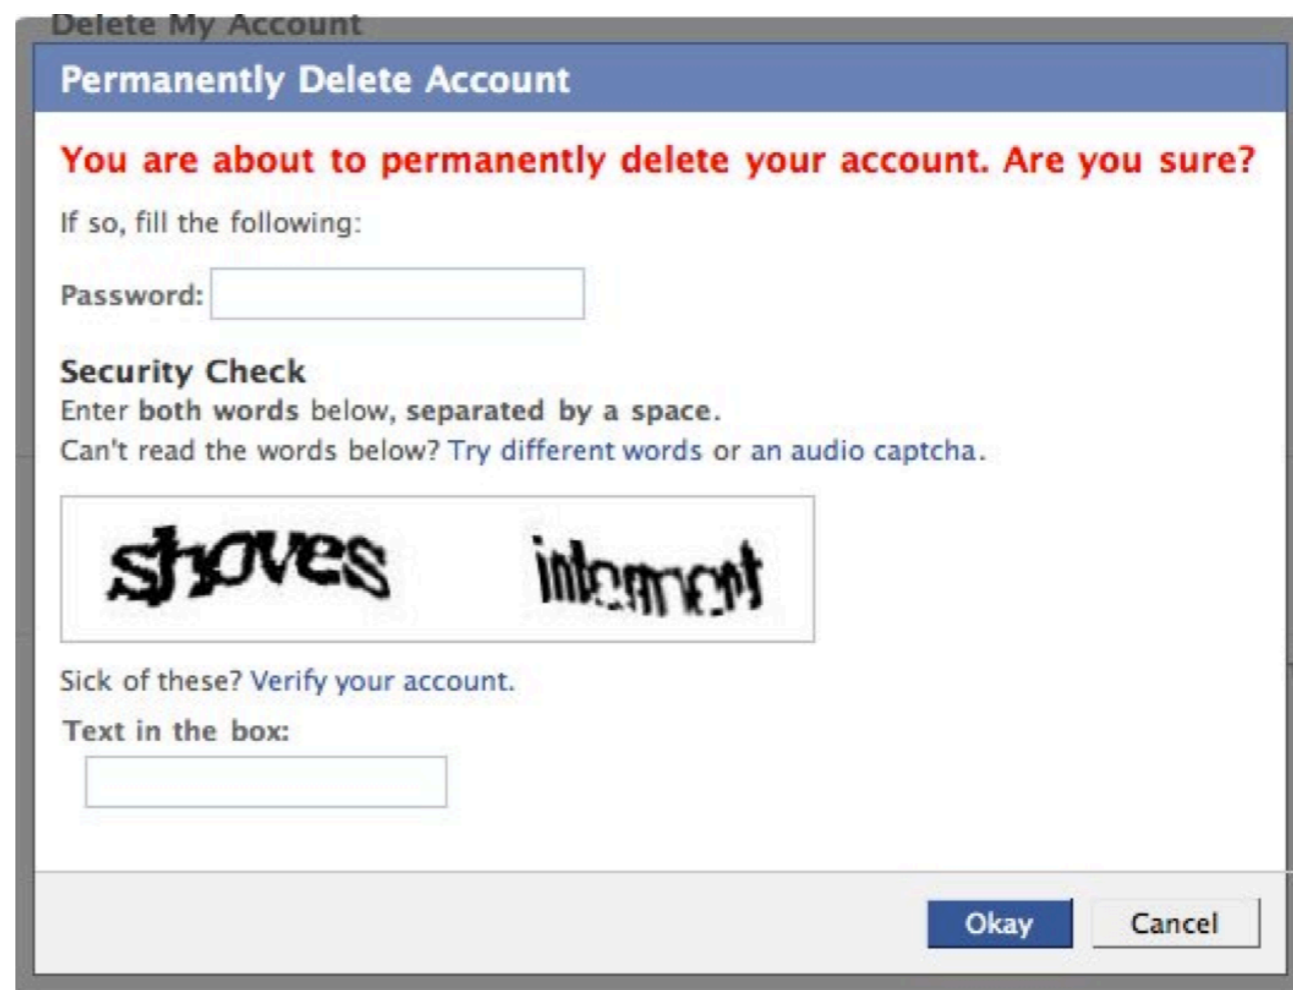 Delete My Account
Permanently Delete Account
You are about to permanently delete your account. Are you sure?
If so, fill the following:
Password:
Security Check
Enter both words below, separated by a space.
Can't read the words below? Try different words or an audio captcha.
shoves interment
Sick of these? Verify your account.
Text in the box:
Okay Cancel